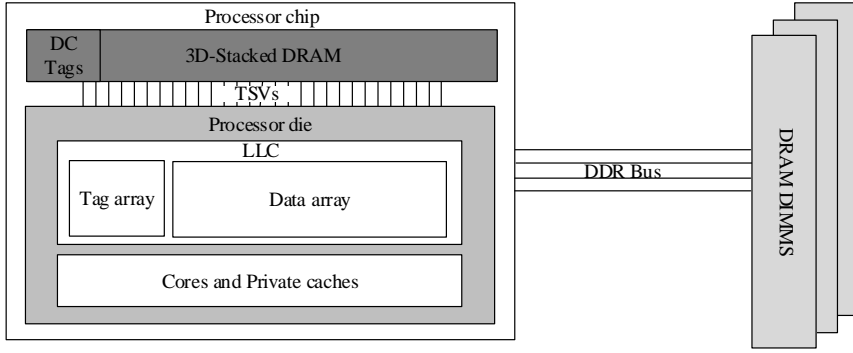 Processor chip
DC
Tags
3D-Stacked DRAM
TSVs
Processor die
LLC
Tag array
Data array
Cores and Private caches
DDR Bus
DRAM DIMMS